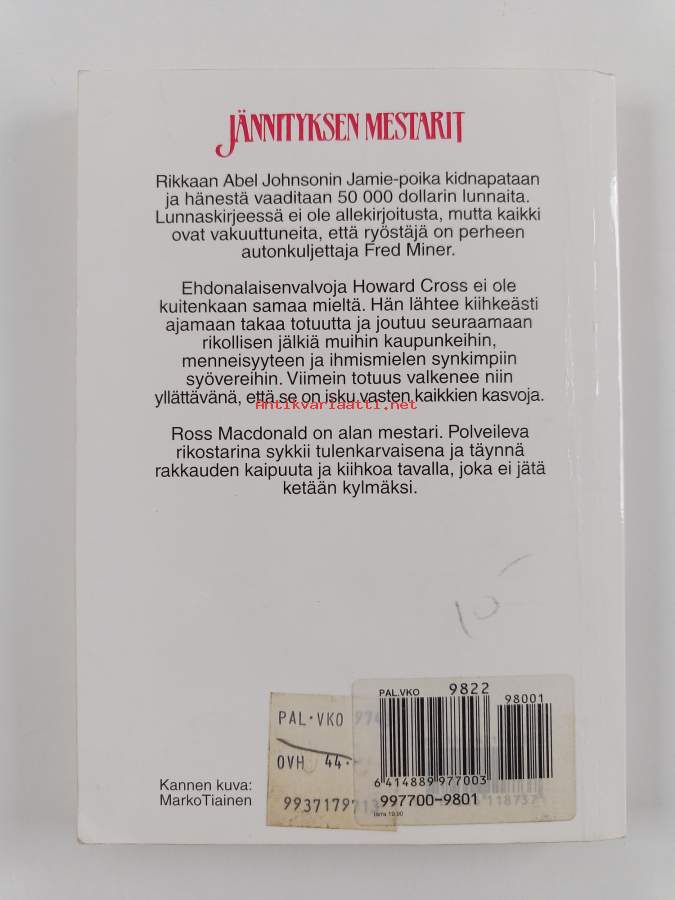 JÄNNITYKSEN MESTARIT
Rikkaan Abel Johnsonin Jamie-poika kidnapataan
ja hänestä vaaditaan 50 000 dollarin lunnaita.
Lunnaskirjeessä ei ole allekirjoitusta, mutta kaikki
ovat vakuuttuneita, että ryöstäjä on perheen
autonkuljettaja Fred Miner.
Ehdonalaisenvalvoja Howard Cross ei ole
kuitenkaan samaa mieltä. Hän lähtee kiihkeästi
ajamaan takaa totuutta ja joutuu seuraamaan
rikollisen jälkiä muihin kaupunkeihin,
menneisyyteen ja ihmismielen synkimpiin
syövereihin. Viimein totuus valkenee niin
yllättävänä, että se on isku vasten kaikkien kasvoja.
Antikvariaatti.net
Ross Macdonald on alan mestari. Polveileva
rikostarina sykkii tulenkarvaisena ja täynnä
rakkauden kaipuuta ja kiihkoa tavalla, joka ei jätä
ketään kylmäksi.
10-
PAL.VKO 9822
98001
PAL·VKO
OVH 44·-
6 414889 977003
997700-9801
Kannen kuva:
MarkoTiainen